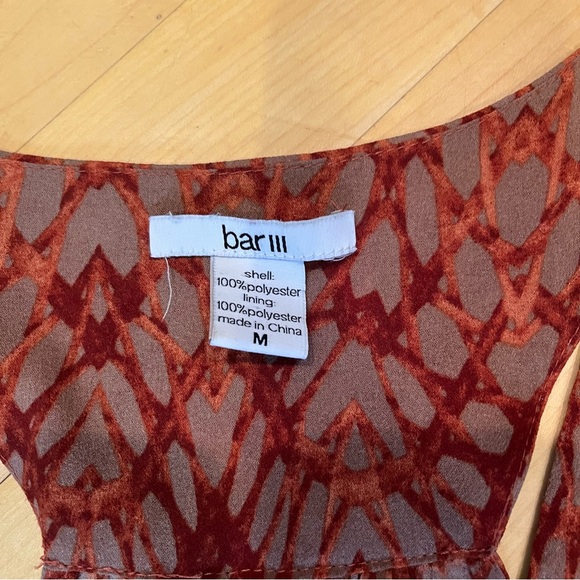 bar III
shell:
100%polyester
lining:
100%polyester
made in China
M